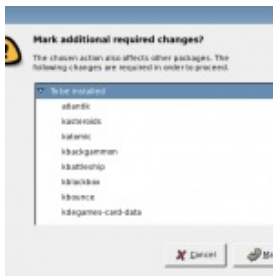 Mark additional required changes?
The chosen action also affects other packages. The
following changes are required in order to proceed.
To be installed
atlantik
kasteroids
katomic
kbackgammon
kbattleship
kblackbox
kbounce
kdegames-card-data
Cancel